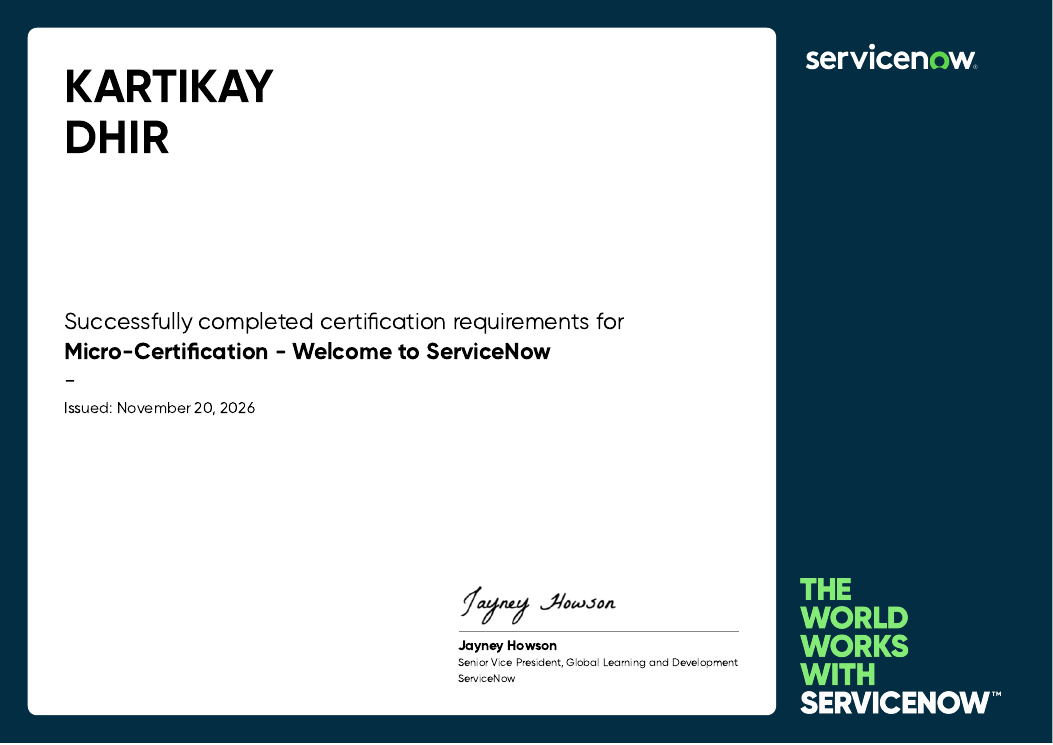 KARTIKAY
DHIR
Successfully completed certification requirements for
Micro-Certification - Welcome to ServiceNow
-
Issued: November 20, 2026
Jayney Howson
Jayney Howson
Senior Vice President, Global Learning and Development
ServiceNow
servicenow®
THE
WORLD
WORKS
WITH
SERVICENOW™